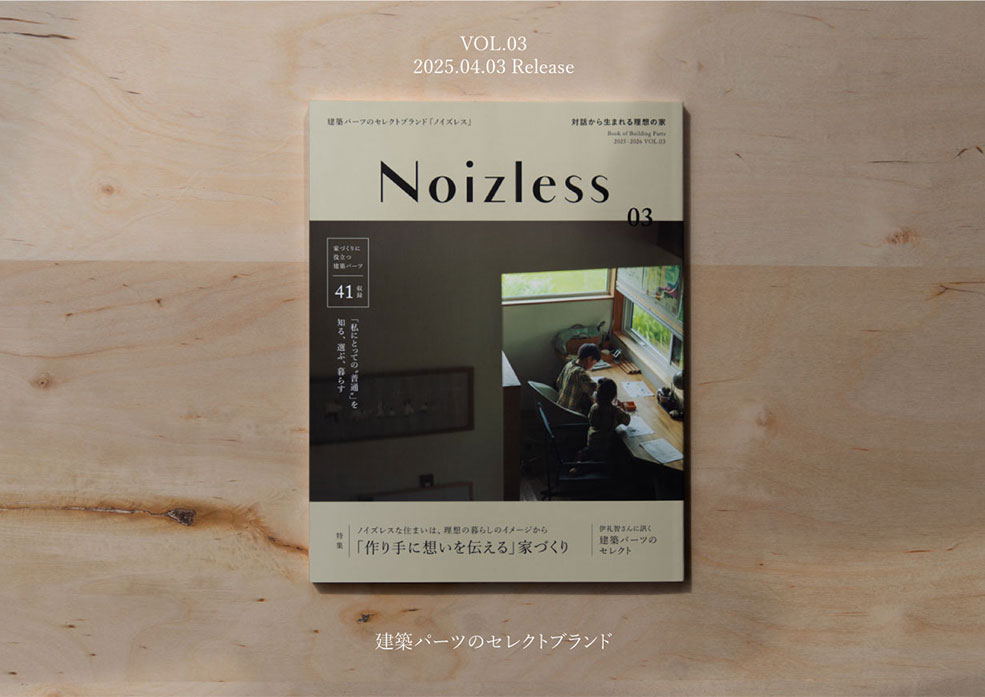 VOL.03
2025.04.03 Release
建築パーツのセレクトブランド「ノイズレス」
対話から生まれる理想の家
Book of Building Parts
2025-2026 VOL.03
Noizless
03
家づくりに
役立つ
建築パーツ
41
収録
「私にとっての“普通”」を
知る、選ぶ、暮らす
特集
ノイズレスな住まいは、理想の暮らしのイメージから
「作り手に想いを伝える」家づくり
伊礼智さんに訊く
建築パーツの
セレクト
建築パーツのセレクトブランド